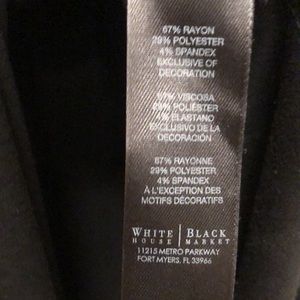 67% RAYON
29% POLYESTER
4% SPANDEX
EXCLUSIVE OF
DECORATION
67% VISCOSA
29% POLIÉSTER
4% ELASTANO
EXCLUSIVO DE LA
DECORACIÓN
67% RAYONNE
29% POLYESTER
4% SPANDEX
À L'EXCEPTION DES
MOTIFS DÉCORATIFS
WHITE | BLACK
HOUSE | MARKET
11215 METRO PARKWAY
FORT MYERS, FL 33966